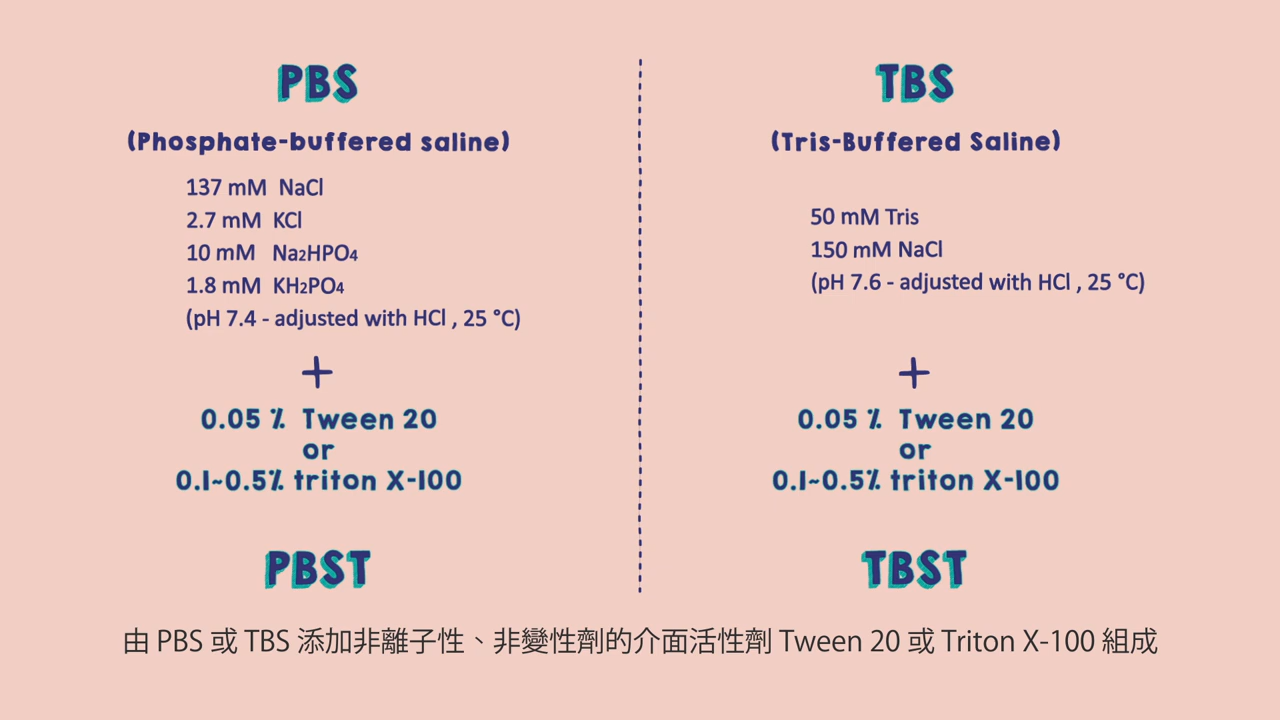 PBS
(Phosphate-buffered saline)
137 mM NaCl
2.7 mM KCl
10 mM Na₂HPO₄
1.8 mM KH₂PO₄
(pH 7.4 - adjusted with HCl , 25 °C)
+
0.05 % Tween 20
or
0.1~0.5% triton X-100
PBST
TBS
(Tris-Buffered Saline)
50 mM Tris
150 mM NaCl
(pH 7.6 - adjusted with HCl , 25 °C)
+
0.05 % Tween 20
or
0.1~0.5% triton X-100
TBST
由 PBS 或 TBS 添加非離子性、非變性劑的介面活性劑 Tween 20 或 Triton X-100 組成